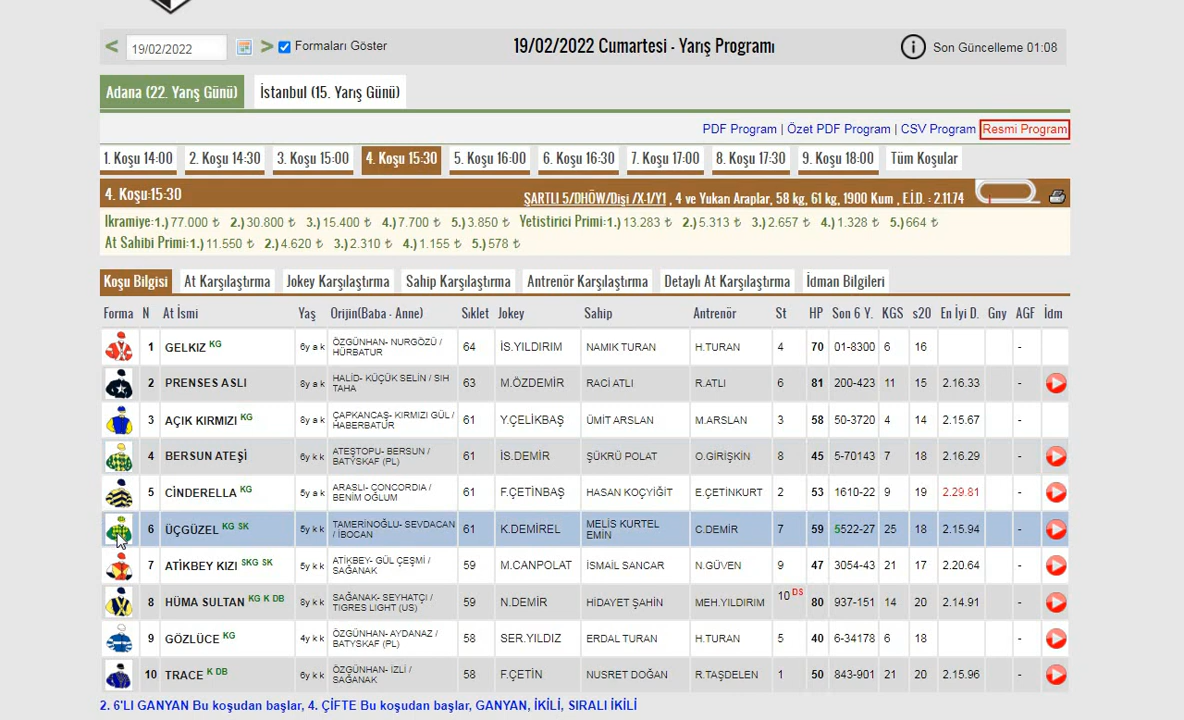 < 19/02/2022 > Formaları Göster 19/02/2022 Cumartesi - Yarış Programı Son Güncelleme 01:08
Adana (22. Yarış Günü) İstanbul (15. Yarış Günü)
PDF Program | Özet PDF Program | CSV Program Resmi Program
1. Koşu 14:00 2. Koşu 14:30 3. Koşu 15:00 4. Koşu 15:30 5. Koşu 16:00 6. Koşu 16:30 7. Koşu 17:00 8. Koşu 17:30 9. Koşu 18:00 Tüm Koşular
4. Koşu:15:30 ŞARTLI 5/DHÖW/Dişi /X-1/Y1 , 4 ve Yukarı Araplar, 58 kg, 61 kg, 1900 Kum , E.İ.D. : 2.11.74
Ikramiye:1.)77.000 ₺ 2.)30.800 ₺ 3.)15.400 ₺ 4.)7.700 ₺ 5.)3.850 ₺ Yetistirici Primi:1.)13.283 ₺ 2.)5.313 ₺ 3.)2.657 ₺ 4.)1.328 ₺ 5.)664 ₺
At Sahibi Primi:1.)11.550 ₺ 2.)4.620 ₺ 3.)2.310 ₺ 4.)1.155 ₺ 5.)578 ₺
Koşu Bilgisi At Karşılaştırma Jokey Karşılaştırma Sahip Karşılaştırma Antrenör Karşılaştırma Detaylı At Karşılaştırma İdman Bilgileri
Forma N At İsmi Yaş Orijin(Baba - Anne) Sıklet Jokey Sahip Antrenör St HP Son 6 Y. KGS s20 En İyi D. Gny AGF İdm
1 GELKIZ KG 6y a k ÖZGÜNHAN- NURGÖZÜ / HÜRBATUR 64 İS.YILDIRIM NAMIK TURAN H.TURAN 4 70 01-8300 6 16 -
2 PRENSES ASLI 8y a k HALİD- KÜÇÜK SELİN / SIH TAHA 63 M.ÖZDEMİR RACİ ATLI R.ATLI 6 81 200-423 11 15 2.16.33 -
3 AÇIK KIRMIZI KG 8y a k ÇAPKANCAŞ- KIRMIZI GÜL / HABERBATUR 61 Y.ÇELİKBAŞ ÜMİT ARSLAN M.ARSLAN 3 58 50-3720 4 14 2.15.67 -
4 BERSUN ATEŞİ 6y k k ATEŞTOPU- BERSUN / BATYSKAF (PL) 61 İS.DEMİR ŞÜKRÜ POLAT O.GİRİŞKİN 8 45 5-70143 7 18 2.16.29 -
5 CİNDERELLA KG 5y a k ARASLI- CONCORDIA / BENİM OĞLUM 61 F.ÇETİNBAŞ HASAN KOÇYİĞİT E.ÇETİNKURT 2 53 1610-22 9 19 2.29.81 -
6 ÜÇGÜZEL KG SK 5y k k TAMERİNOĞLU- SEVDACAN / IBOCAN 61 K.DEMİREL MELİS KURTEL EMİN C.DEMİR 7 59 5522-27 25 18 2.15.94 -
7 ATİKBEY KIZI SKG SK 5y k k ATİKBEY- GÜL ÇEŞMİ / SAĞANAK 59 M.CANPOLAT İSMAİL SANCAR N.GÜVEN 9 47 3054-43 21 17 2.20.64 -
8 HÜMA SULTAN KG K DB 8y k k SAĞANAK- SEYHATÇI / TIGRES LIGHT (US) 59 N.DEMİR HİDAYET ŞAHİN MEH.YILDIRIM 10 DS 80 937-151 14 20 2.14.91 -
9 GÖZLÜCE KG 4y k k ÖZGÜNHAN- AYDANAZ / BATYSKAF (PL) 58 SER.YILDIZ ERDAL TURAN H.TURAN 5 40 6-34178 6 18 -
10 TRACE K DB 6y k k ÖZGÜNHAN- İZLİ / SAĞANAK 58 F.ÇETİN NUSRET DOĞAN R.TAŞDELEN 1 50 843-901 21 20 2.15.96 -
2. 6'LI GANYAN Bu koşudan başlar, 4. ÇİFTE Bu koşudan başlar, GANYAN, İKİLİ, SIRALI İKİLİ